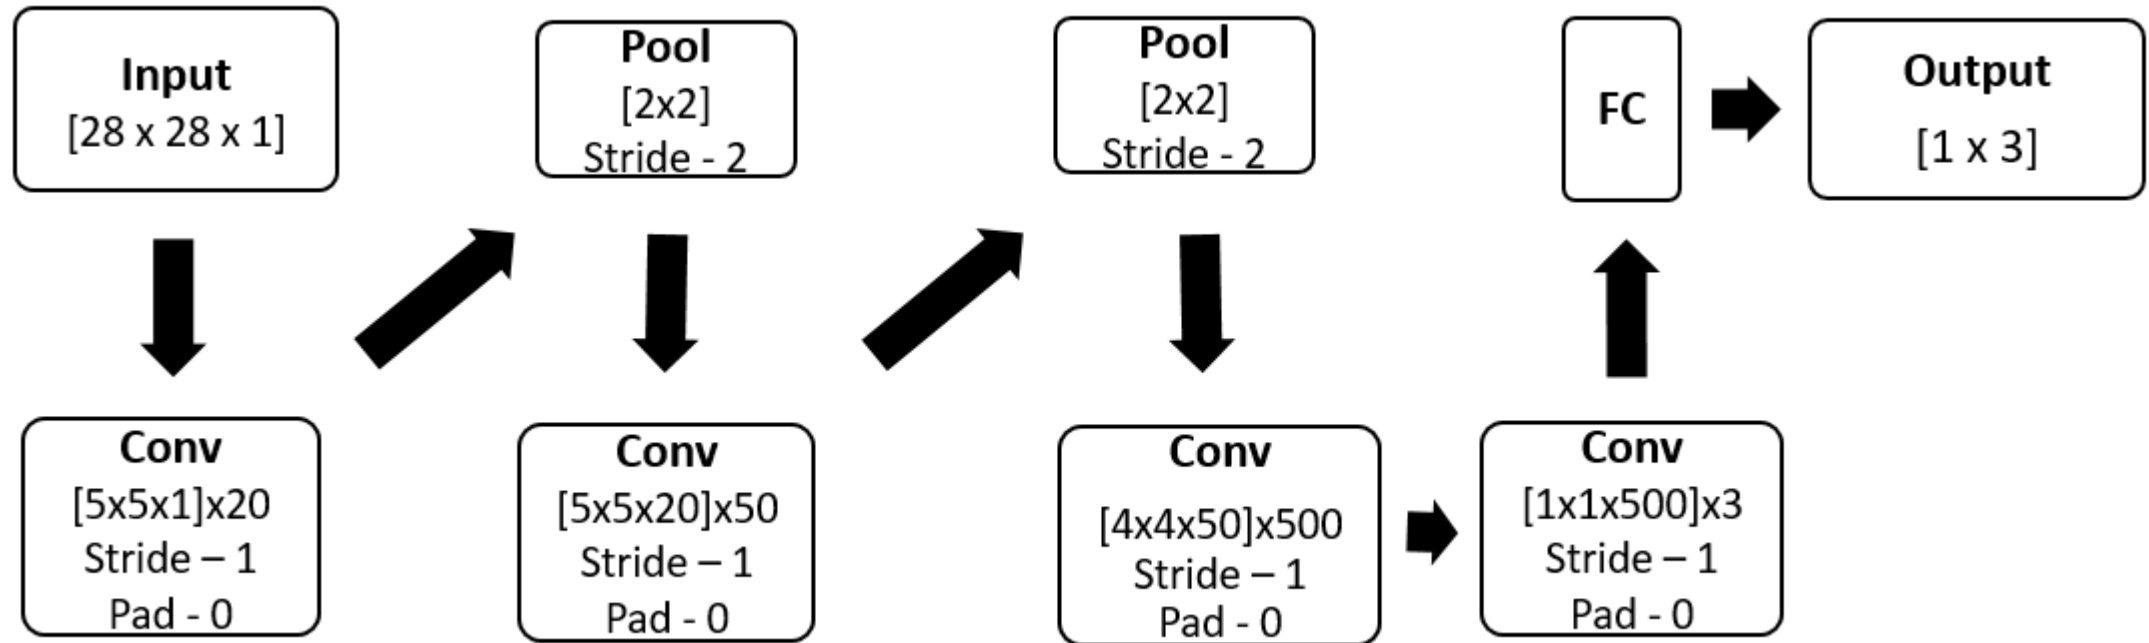 Input
[28 x 28 x 1]
Conv
[5x5x1]x20
Stride – 1
Pad - 0
Pool
[2x2]
Stride - 2
Conv
[5x5x20]x50
Stride – 1
Pad - 0
Pool
[2x2]
Stride - 2
Conv
[4x4x50]x500
Stride – 1
Pad - 0
Conv
[1x1x500]x3
Stride – 1
Pad - 0
FC
Output
[1 x 3]